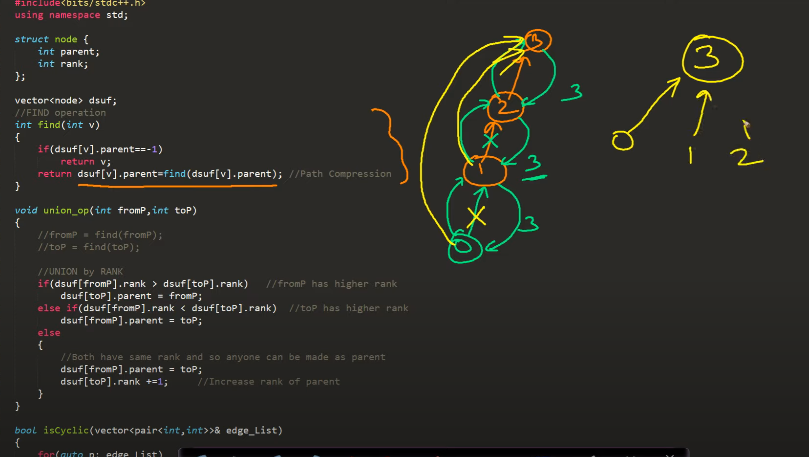 #include<bits/stdc++.h>
using namespace std;
struct node {
int parent;
int rank;
};
vector<node> dsuf;
//FIND operation
int find(int v)
{
if(dsuf[v].parent==-1)
return v;
return dsuf[v].parent=find(dsuf[v].parent); //Path Compression
}
void union_op(int fromP,int toP)
{
//fromP = find(fromP);
//toP = find(toP);
//UNION by RANK
if(dsuf[fromP].rank > dsuf[toP].rank) //fromP has higher rank
dsuf[toP].parent = fromP;
else if(dsuf[fromP].rank < dsuf[toP].rank) //toP has higher rank
dsuf[fromP].parent = toP;
else
{
//Both have same rank and so anyone can be made as parent
dsuf[fromP].parent = toP;
dsuf[toP].rank +=1; //Increase rank of parent
}
}
bool isCyclic(vector<pair<int,int>>& edge_List)
{
for(auto p: edge_List)
3
3
2
1
3
0
3
3
0
1
2